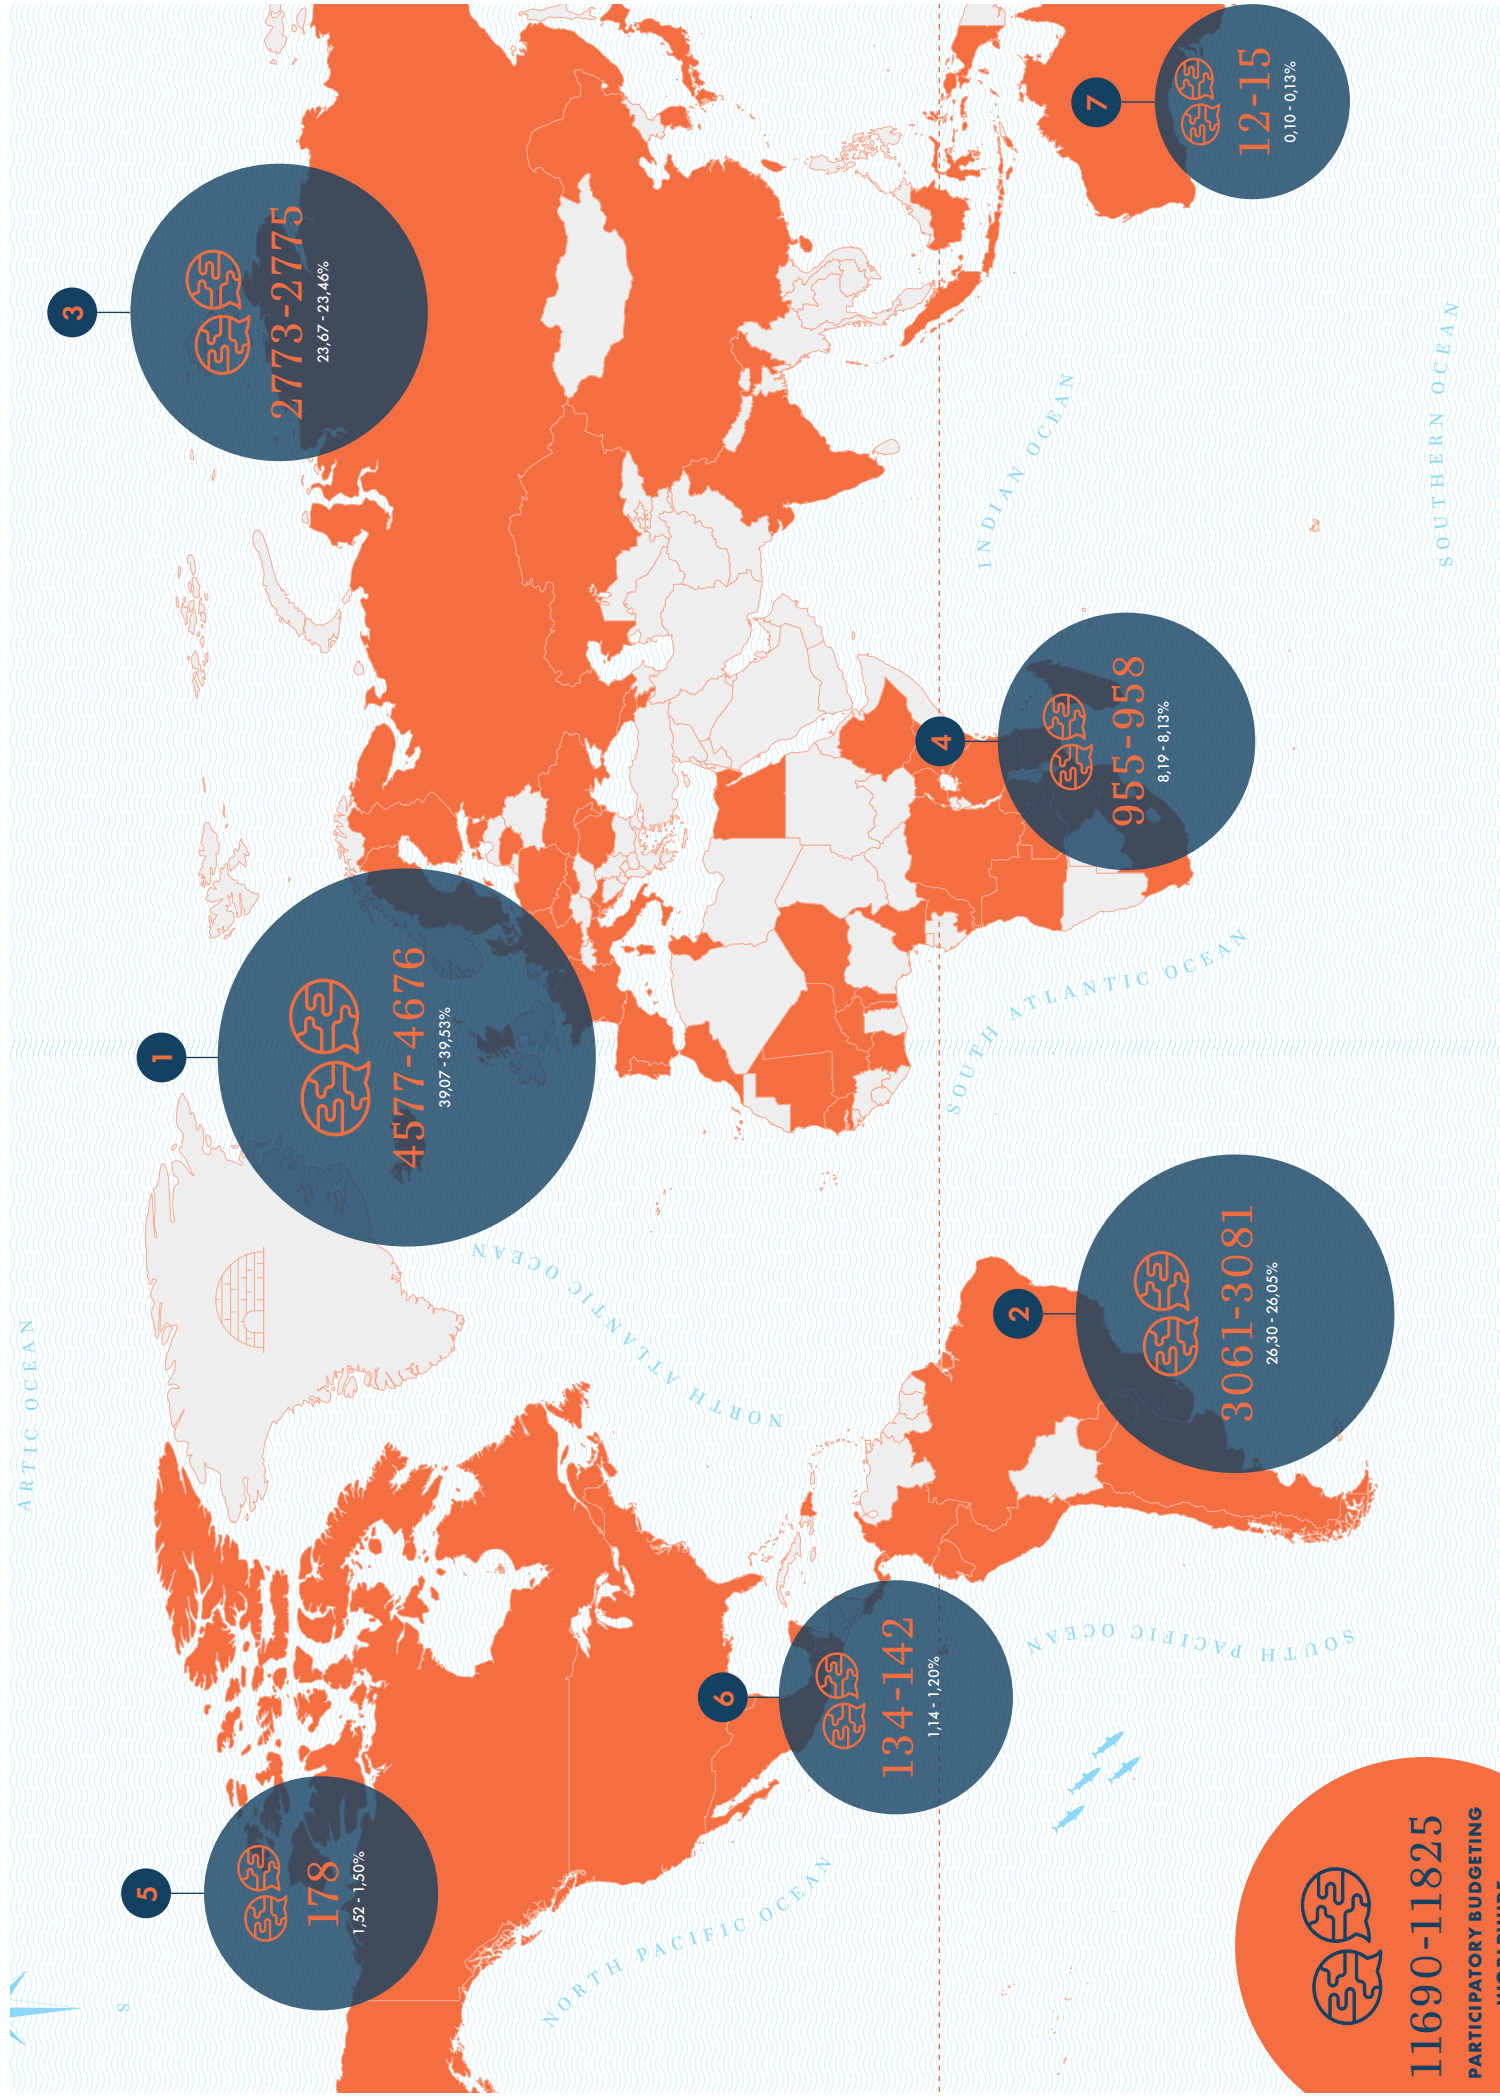 ARTIC OCEAN
S
5
178
1,52 - 1,50%
1
4577-4676
39,07 - 39,53%
3
2773-2775
23,67 - 23,46%
NORTH PACIFIC OCEAN
NORTH ATLANTIC OCEAN
6
134-142
1,14 - 1,20%
4
955-958
8,19 - 8,13%
INDIAN OCEAN
7
12-15
0,10 - 0,13%
2
3061-3081
26,30 - 26,05%
SOUTH PACIFIC OCEAN
SOUTH ATLANTIC OCEAN
SOUTHERN OCEAN
11690-11825
PARTICIPATORY BUDGETING